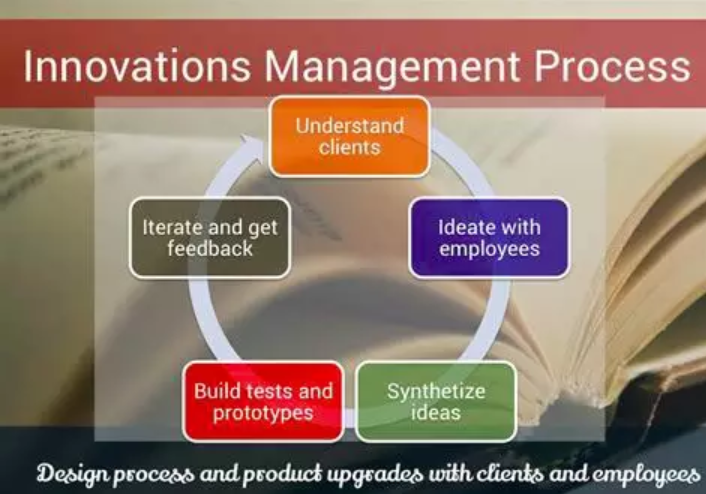 Innovations Management Process
Understand
clients
Ideate with
employees
Synthetize
ideas
Build tests and
prototypes
Iterate and get
feedback
Design process and product upgrades with clients and employees